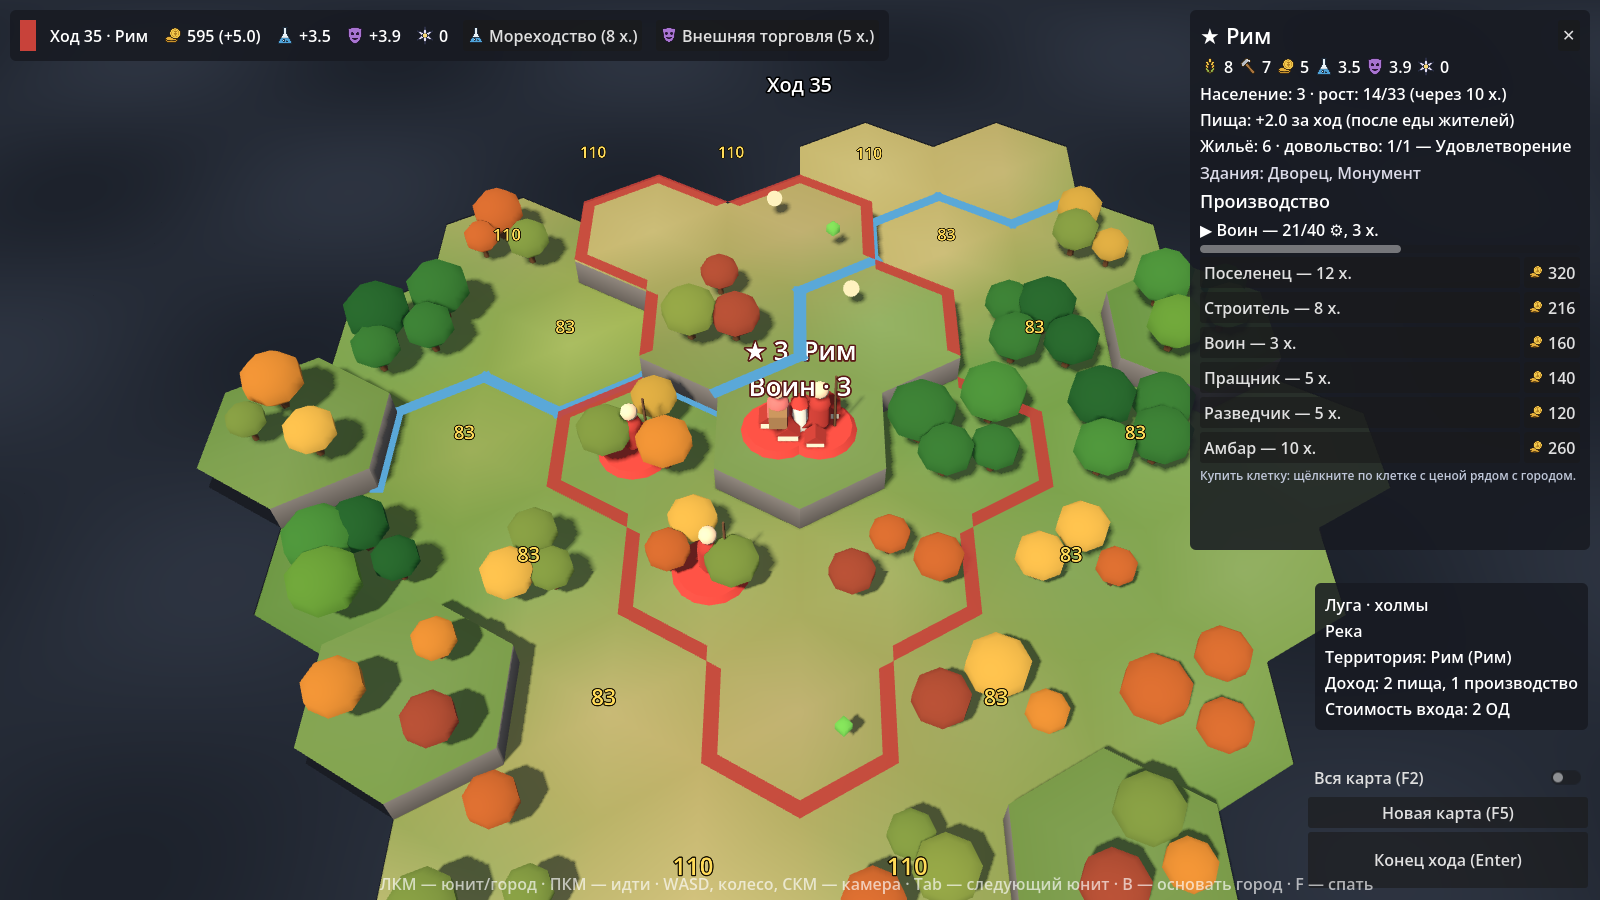 Ход 35 · Рим
595 (+5.0)
+3.5
+3.9
0
Мореходство (8 х.)
Внешняя торговля (5 х.)
Ход 35
110
110
110
110
83
83
83
83
83
83
83
83
83
110
110
★ 3 Рим
Воин · 3
★ Рим
×
8 7 5 3.5 3.9 0
Население: 3 · рост: 14/33 (через 10 х.)
Пища: +2.0 за ход (после еды жителей)
Жильё: 6 · довольство: 1/1 — Удовлетворение
Здания: Дворец, Монумент
Производство
▶ Воин — 21/40 ⚙, 3 х.
Поселенец — 12 х. 320
Строитель — 8 х. 216
Воин — 3 х. 160
Пращник — 5 х. 140
Разведчик — 5 х. 120
Амбар — 10 х. 260
Купить клетку: щёлкните по клетке с ценой рядом с городом.
Луга · холмы
Река
Территория: Рим (Рим)
Доход: 2 пища, 1 производство
Стоимость входа: 2 ОД
Вся карта (F2)
Новая карта (F5)
Конец хода (Enter)
ЛКМ — юнит/город · ПКМ — идти · WASD, колесо, СКМ — камера · Tab — следующий юнит · B — основать город · F — спать